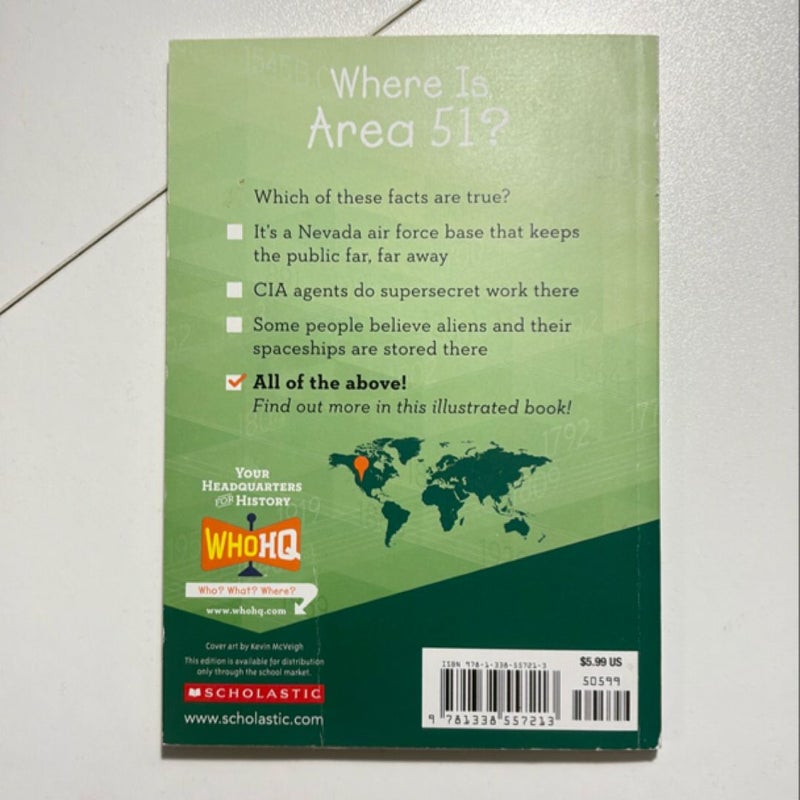 Where Is
Area 51?
Which of these facts are true?
It's a Nevada air force base that keeps
the public far, far away
CIA agents do supersecret work there
Some people believe aliens and their
spaceships are stored there
All of the above!
Find out more in this illustrated book!
1792
YOUR
HEADQUARTERS
FOR HISTORY
WHOHQ
Who? What? Where?
www.whohq.com
Cover art by Kevin McVeigh
This edition is available for distribution
only through the school market.
SCHOLASTIC
www.scholastic.com
ISBN 978-1-338-55721-3
$5.99 US
50599
9 781338 557213